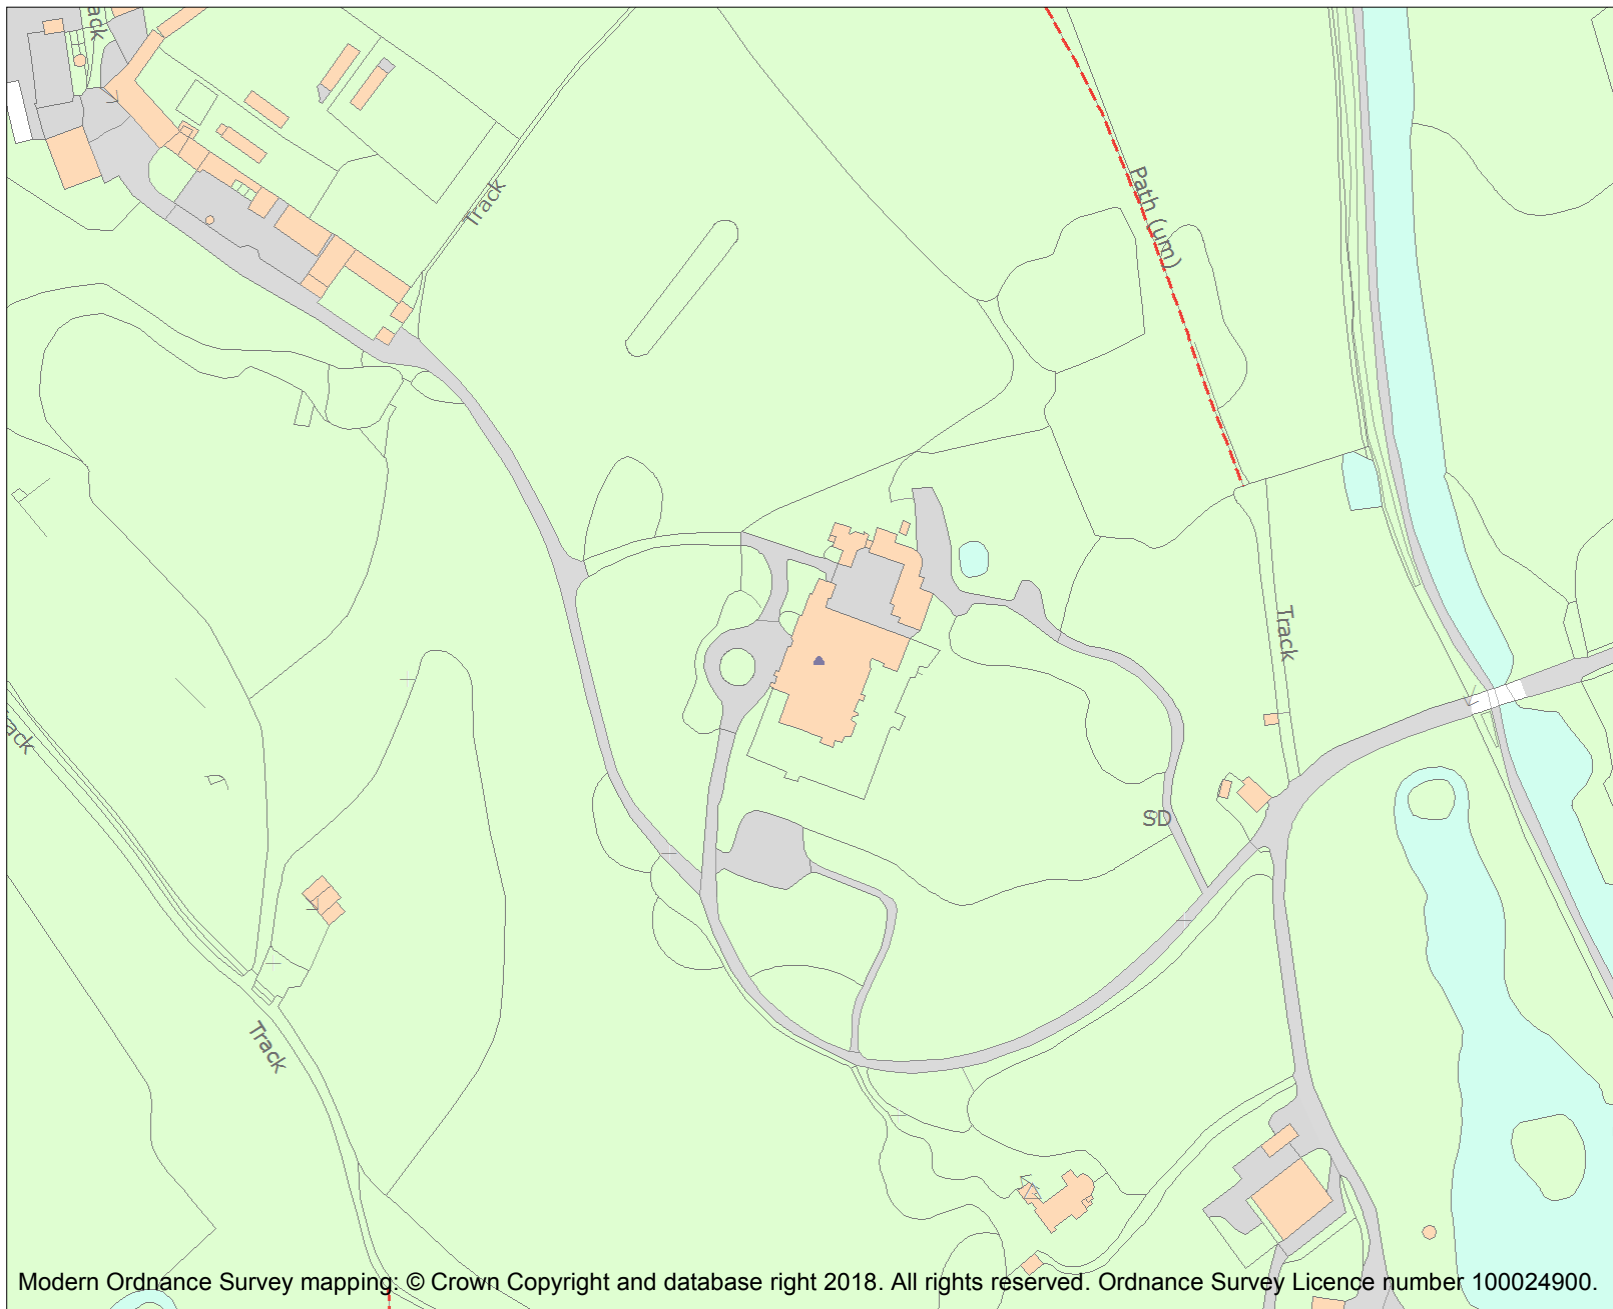 ack
Track
Path (um)
Track
ack
SD
Track
Modern Ordnance Survey mapping: © Crown Copyright and database right 2018. All rights reserved. Ordnance Survey Licence number 100024900.